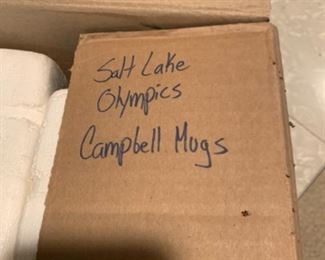 Salt Lake
Olympics
Campbell Mugs